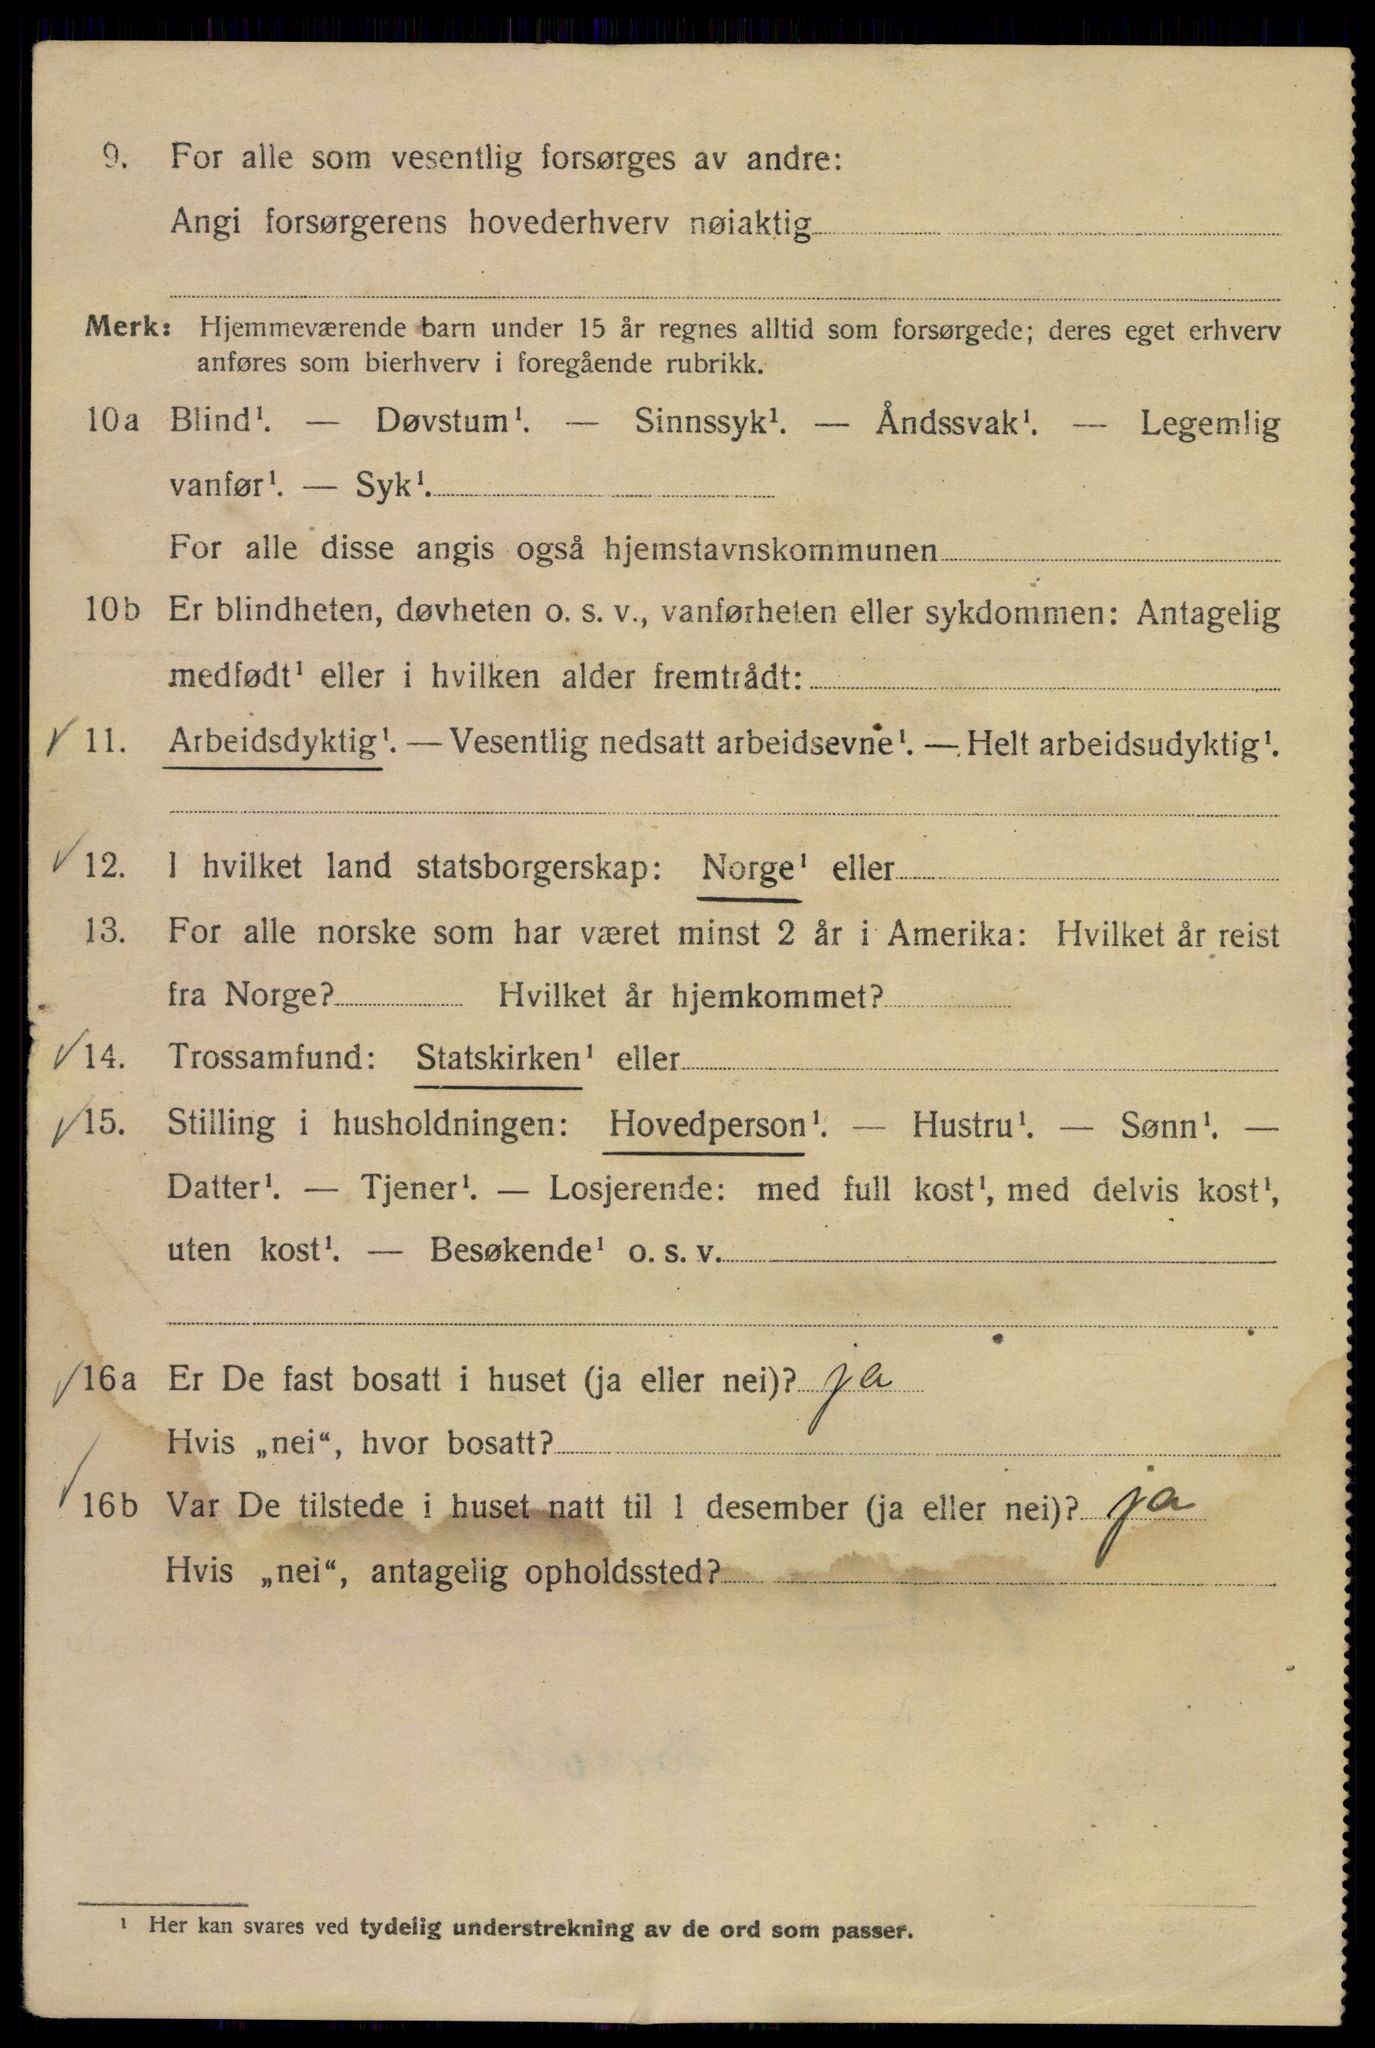 9. For alle som vesentlig forsørges av andre:
Angi forsørgerens hovederhverv nøiaktig
Merk: Hjemmeværende barn under 15 år regnes alltid som forsørgede; deres eget erhverv
anføres som bierhverv i foregående rubrikk.
10a Blind¹. — Døvstum¹. — Sinnssyk¹. — Åndssvak¹. — Legemlig
vanfør¹. — Syk¹.
For alle disse angis også hjemstavnskommunen
10b Er blindheten, døvheten o. s. v., vanførheten eller sykdommen: Antagelig
medfødt¹ eller i hvilken alder fremtrådt:
11. Arbeidsdyktig¹. — Vesentlig nedsatt arbeidsevne¹. — Helt arbeidsudyktig¹.
12. I hvilket land statsborgerskap: Norge¹ eller
13. For alle norske som har været minst 2 år i Amerika: Hvilket år reist
fra Norge? Hvilket år hjemkommet?
14. Trossamfund: Statskirken¹ eller
15. Stilling i husholdningen: Hovedperson¹. — Hustru¹. — Sønn¹. —
Datter¹. — Tjener¹. — Losjerende: med full kost¹, med delvis kost¹,
uten kost¹. — Besøkende¹ o. s. v.
16a Er De fast bosatt i huset (ja eller nei)? ja
Hvis „nei“, hvor bosatt?
16b Var De tilstede i huset natt til 1 desember (ja eller nei)? ja
Hvis „nei“, antagelig opholdssted?
¹ Her kan svares ved tydelig understrekning av de ord som passer.